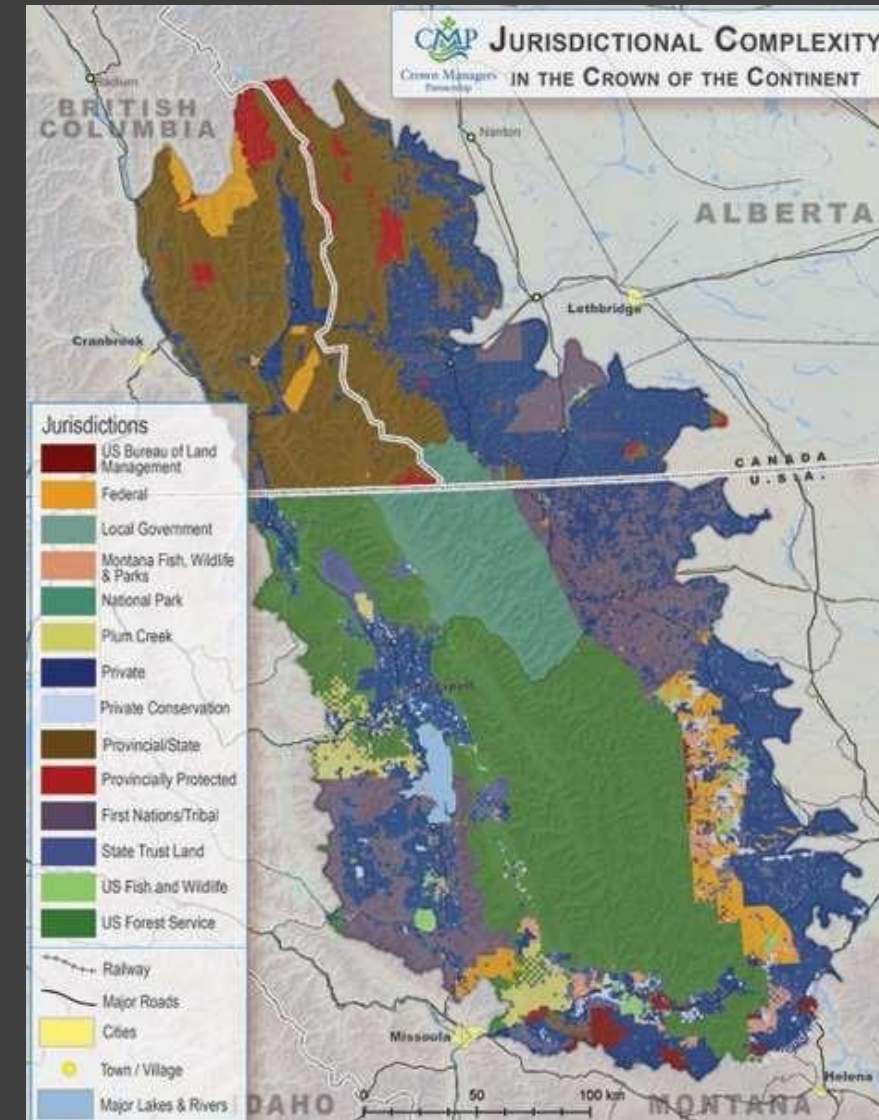 CMP
Crown Managers
Partnership
JURISDICTIONAL COMPLEXITY
IN THE CROWN OF THE CONTINENT
Radium
BRITISH
COLUMBIA
Nanton
ALBERTA
Lethbridge
Cranbrook
CANADA
U.S.A.
Jurisdictions
US Bureau of Land
Management
Federal
Local Government
Montana Fish, Wildlife
& Parks
National Park
Plum Creek
Private
Private Conservation
Provincial/State
Provincially Protected
First Nations/Tribal
State Trust Land
US Fish and Wildlife
US Forest Service
Railway
Major Roads
Cities
Town / Village
Major Lakes & Rivers
Missoula
Helena
DAHO
0 50 100 km
MONTANA